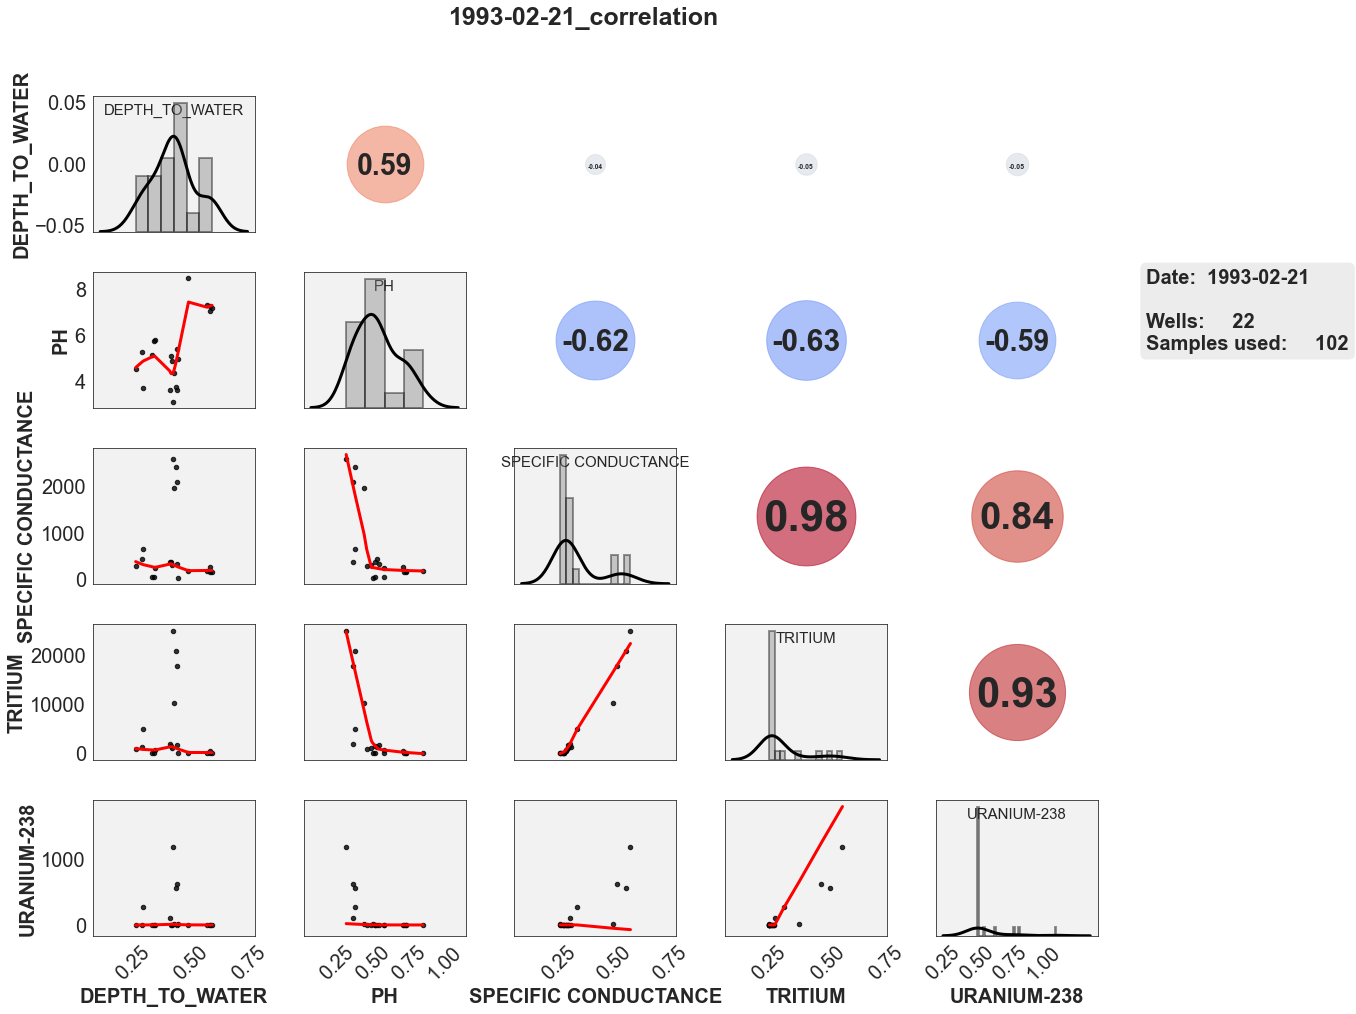 1993-02-21_correlation
DEPTH_TO_WATER
0.05
0.00
−0.05
DEPTH_TO_WATER
0.59
-0.04
-0.05
-0.05
PH
8
6
4
PH
-0.62
-0.63
-0.59
Date:  1993-02-21
Wells:     22
Samples used:     102
SPECIFIC CONDUCTANCE
2000
1000
0
SPECIFIC CONDUCTANCE
0.98
0.84
TRITIUM
20000
10000
0
TRITIUM
0.93
URANIUM-238
1000
0
URANIUM-238
0.25 0.50 0.75
0.25 0.50 0.75 1.00
0.25 0.50 0.75
0.25 0.50 0.75
0.25 0.50 0.75 1.00
DEPTH_TO_WATER
PH
SPECIFIC CONDUCTANCE
TRITIUM
URANIUM-238